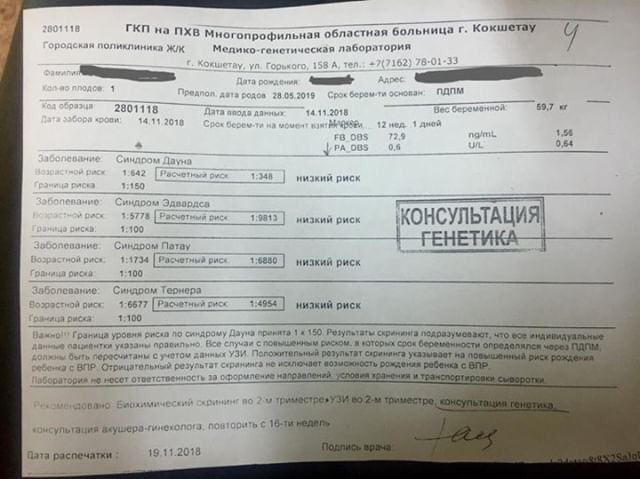 2801118 ГКП на ПХВ Многопрофильная областная больница г. Кокшетау
Городская поликлиника Ж/К Медико-генетическая лаборатория
г. Кокшетау, ул. Горького, 158 А, тел.: +7(7162) 78-01-33
4
Фамилия Дата рождения: Адрес:
Кол-во плодов: 1 Предпол. дата родов 28.05.2019 Срок берем-ти основан: ПДПМ
Код образца 2801118 Дата ввода данных 14.11.2018 Вес беременной: 59,7 кг
Дата забора крови: 14.11.2018 Срок берем-ти на момент взятия крови 12 нед. 1 дней
Маркер
FB_DBS 72,9 ng/mL 1,56
↓ PA_DBS 0,6 U/L 0,64
Заболевание: Синдром Дауна
Возрастной риск: 1:642 Расчетный риск: 1:348 низкий риск
Граница риска: 1:150
Заболевание: Синдром Эдвардса
Возрастной риск: 1:5778 Расчетный риск 1:9813 низкий риск
Граница риска: 1:100
КОНСУЛЬТАЦИЯ
ГЕНЕТИКА
Заболевание: Синдром Патау
Возрастной риск: 1:1734 Расчетный риск 1:6880 низкий риск
Граница риска: 1:100
Заболевание: Синдром Тернера
Возрастной риск: 1:6677 Расчетный риск 1:4954 низкий риск
Граница риска: 1:100
Важно!!! Граница уровня риска по синдрому Дауна принята 1 х 150. Результаты скрининга подразумевают, что все индивидуальные
данные пациентки указаны правильно. Все случаи с повышенным риском, в которых срок беременности определялся через ПДПМ,
должны быть пересчитаны с учетом данных УЗИ. Положительный результат скрининга указывает на повышенный риск рождения
ребенка с ВПР. Отрицательный результат скрининга не исключает возможности рождения ребенка с ВПР.
Лаборатория не несет ответственности за оформление направлений, условия хранения и транспортировки сыворотки.
Рекомендовано: Биохимический скрининг во 2-м триместре УЗИ во 2-м триместре, консультация генетика,
консультация акушера-гинеколога, повторить с 16-ти недель
Дата распечатки : 19.11.2018 Подпись врача: